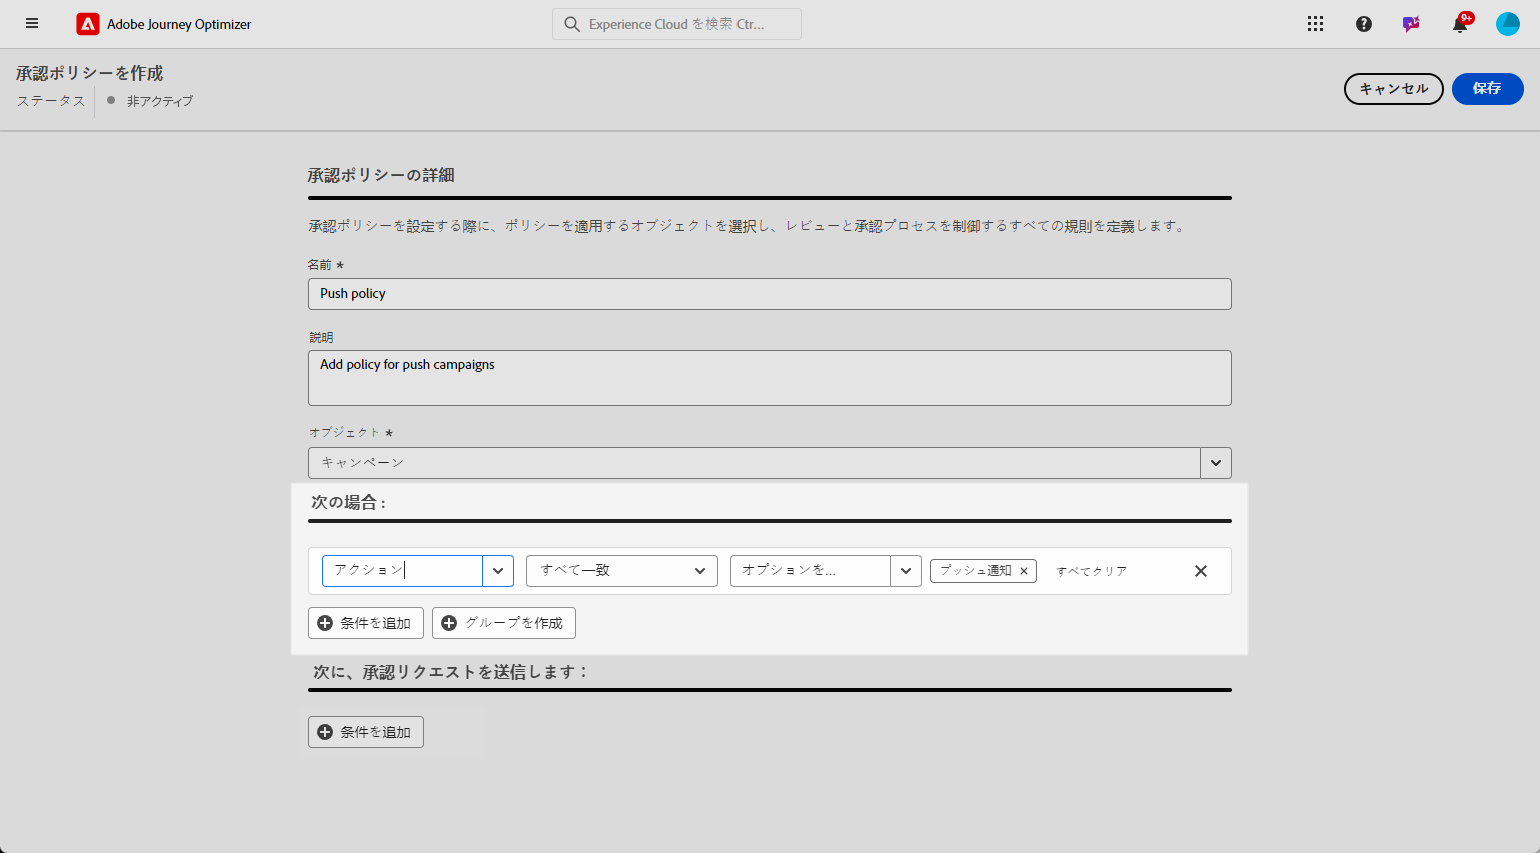 Adobe Journey Optimizer
Experience Cloud を検索 Ctr...
9+
承認ポリシーを作成
ステータス
非アクティブ
キャンセル
保存
承認ポリシーの詳細
承認ポリシーを設定する際に、ポリシーを適用するオブジェクトを選択し、レビューと承認プロセスを制御するすべての規則を定義します。
名前 *
Push policy
説明
Add policy for push campaigns
オブジェクト *
キャンペーン
次の場合 :
アクション
すべて一致
オプションを...
プッシュ通知 ×
すべてクリア
条件を追加
グループを作成
次に、承認リクエストを送信します：
条件を追加